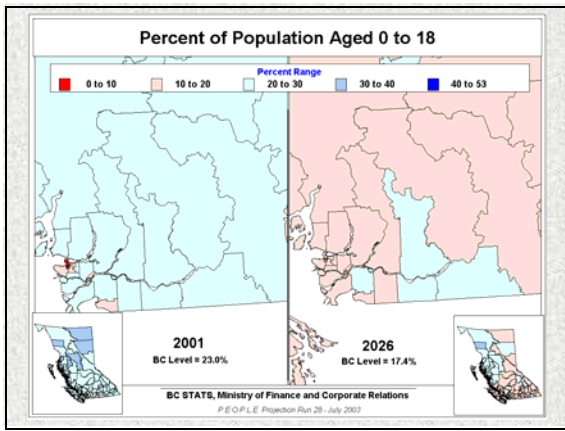 Percent of Population Aged 0 to 18
Percent Range
0 to 10 10 to 20 20 to 30 30 to 40 40 to 53
2001
BC Level = 23.0%
2026
BC Level = 17.4%
BC STATS, Ministry of Finance and Corporate Relations
P.E.O.P.L.E. Projection Run 28 - July 2003